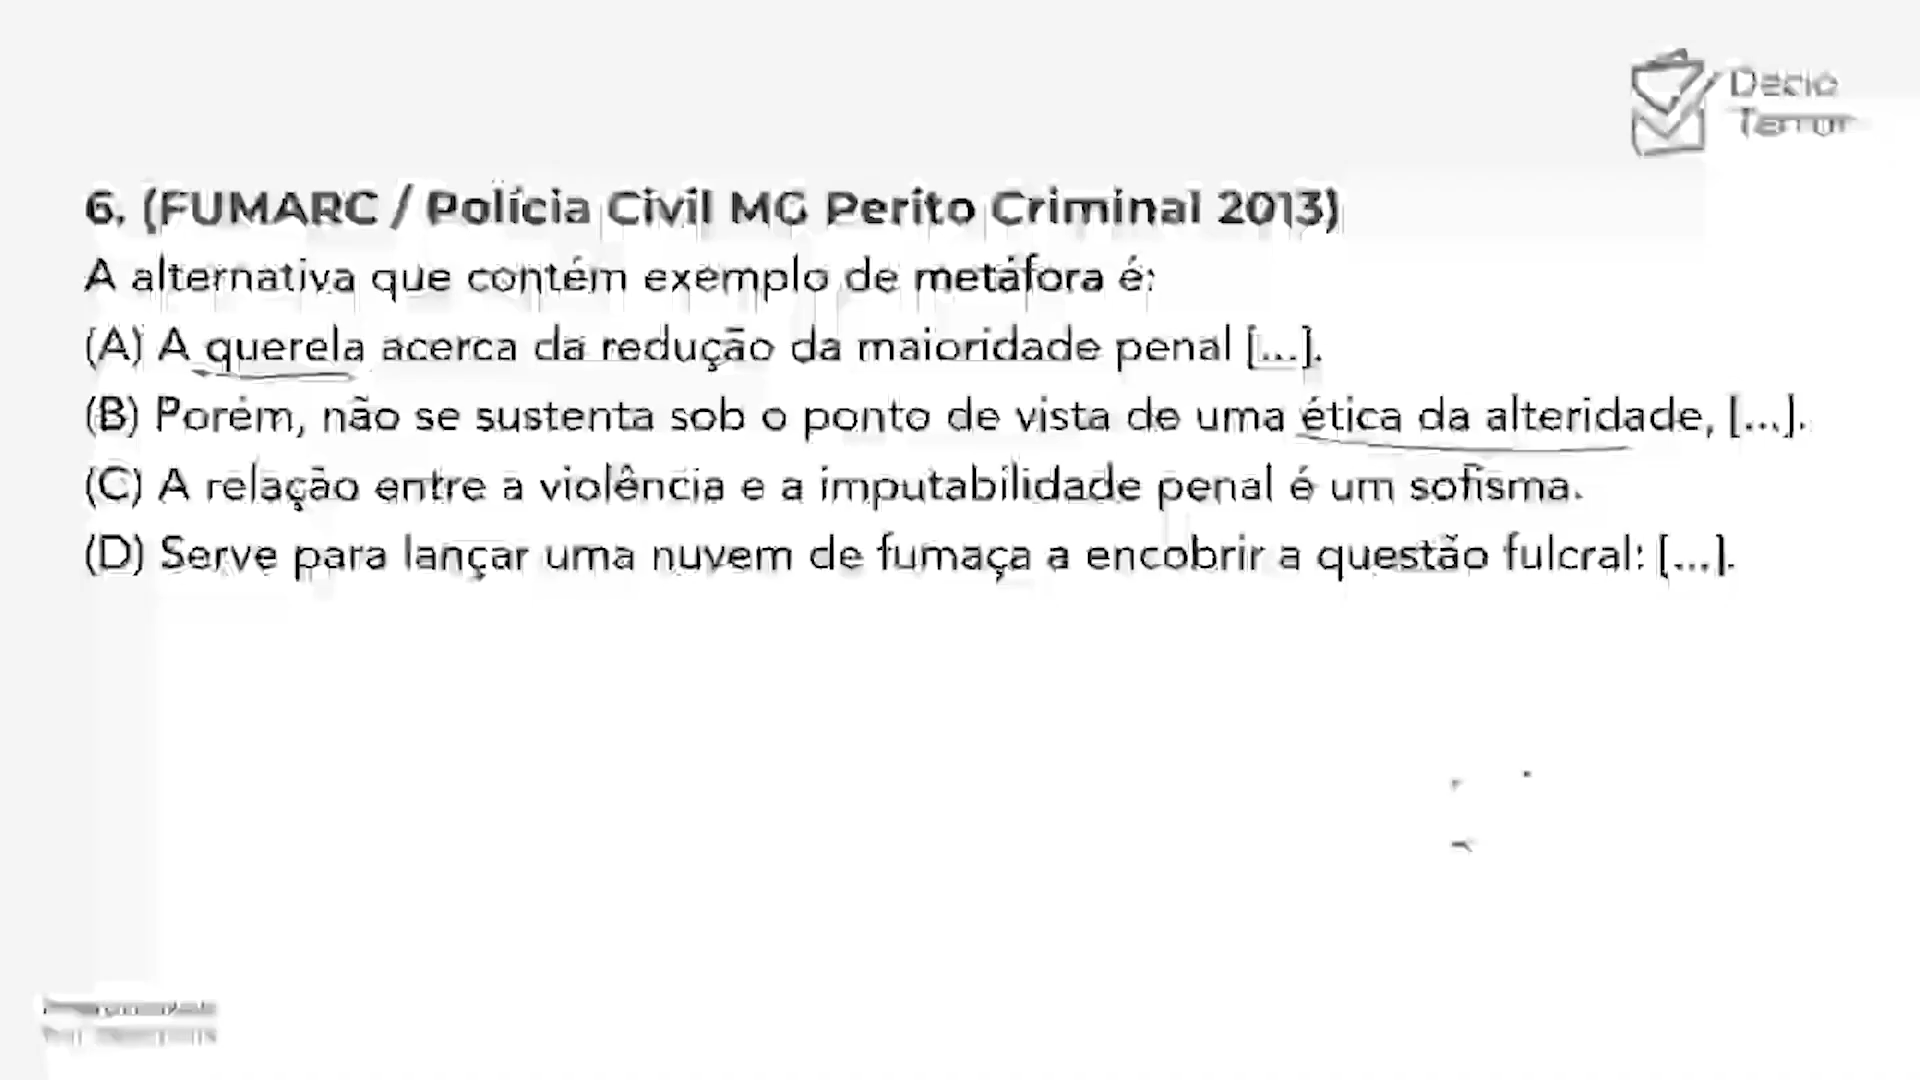 Decio
6. (FUMARC / Polícia Civil MG Perito Criminal 2013)
A alternativa que contém exemplo de metáfora é:
(A) A querela acerca da redução da maioridade penal [...].
(B) Porém, não se sustenta sob o ponto de vista de uma ética da alteridade, [...].
(C) A relação entre a violência e a imputabilidade penal é um sofisma.
(D) Serve para lançar uma nuvem de fumaça a encobrir a questão fulcral: [...].